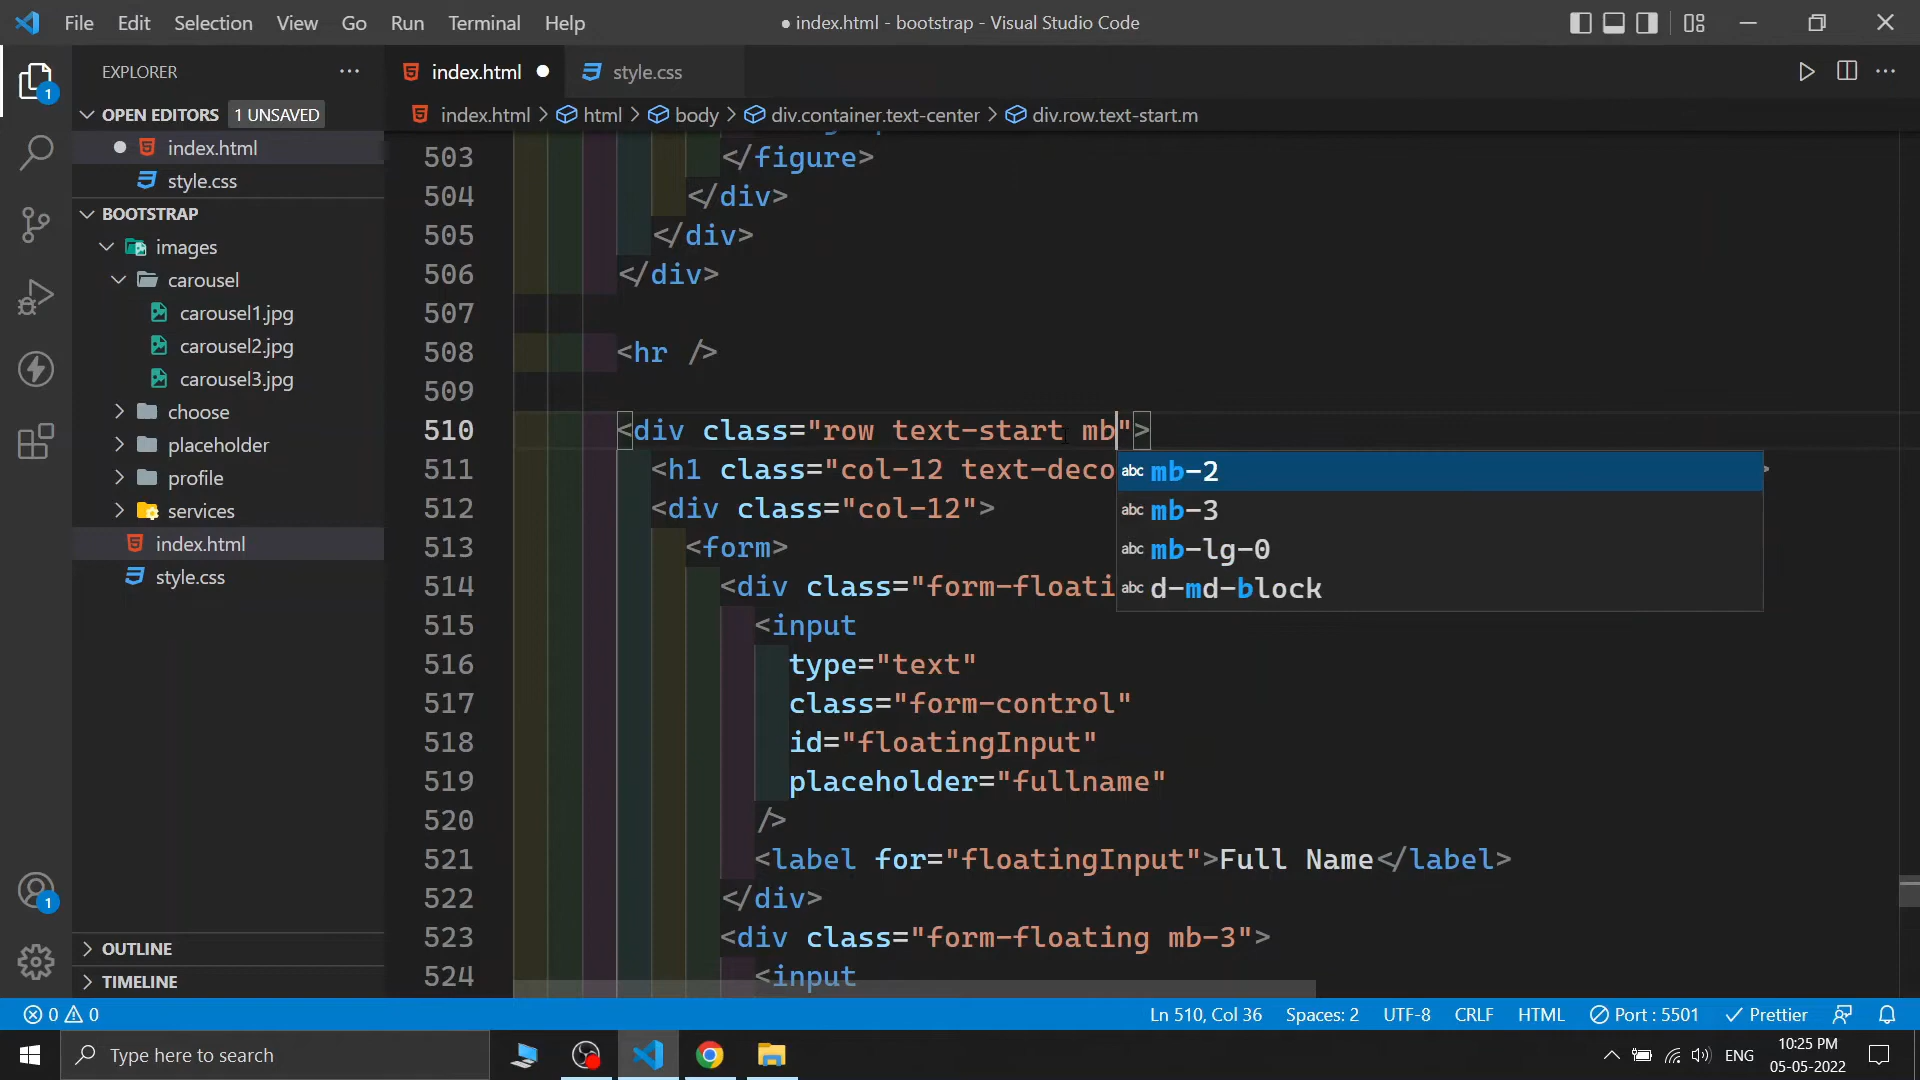 File Edit Selection View Go Run Terminal Help ● index.html - bootstrap - Visual Studio Code
EXPLORER ···
index.html ● style.css
OPEN EDITORS 1 UNSAVED
index.html > html > body > div.container.text-center > div.row.text-start.m
index.html
style.css
BOOTSTRAP
images
carousel
carousel1.jpg
carousel2.jpg
carousel3.jpg
choose
placeholder
profile
services
index.html
style.css
OUTLINE
TIMELINE
1
1
503 </figure>
504 </div>
505 </div>
506 </div>
507
508 <hr />
509
510 <div class="row text-start mb">
511 <h1 class="col-12 text-deco
512 <div class="col-12">
513 <form>
514 <div class="form-floati
515 <input
516 type="text"
517 class="form-control"
518 id="floatingInput"
519 placeholder="fullname"
520 />
521 <label for="floatingInput">Full Name</label>
522 </div>
523 <div class="form-floating mb-3">
524 <input
abc mb-2
abc mb-3
abc mb-lg-0
abc d-md-block
0 0 Ln 510, Col 36 Spaces: 2 UTF-8 CRLF HTML Port : 5501 Prettier
Type here to search
ENG
10:25 PM
05-05-2022